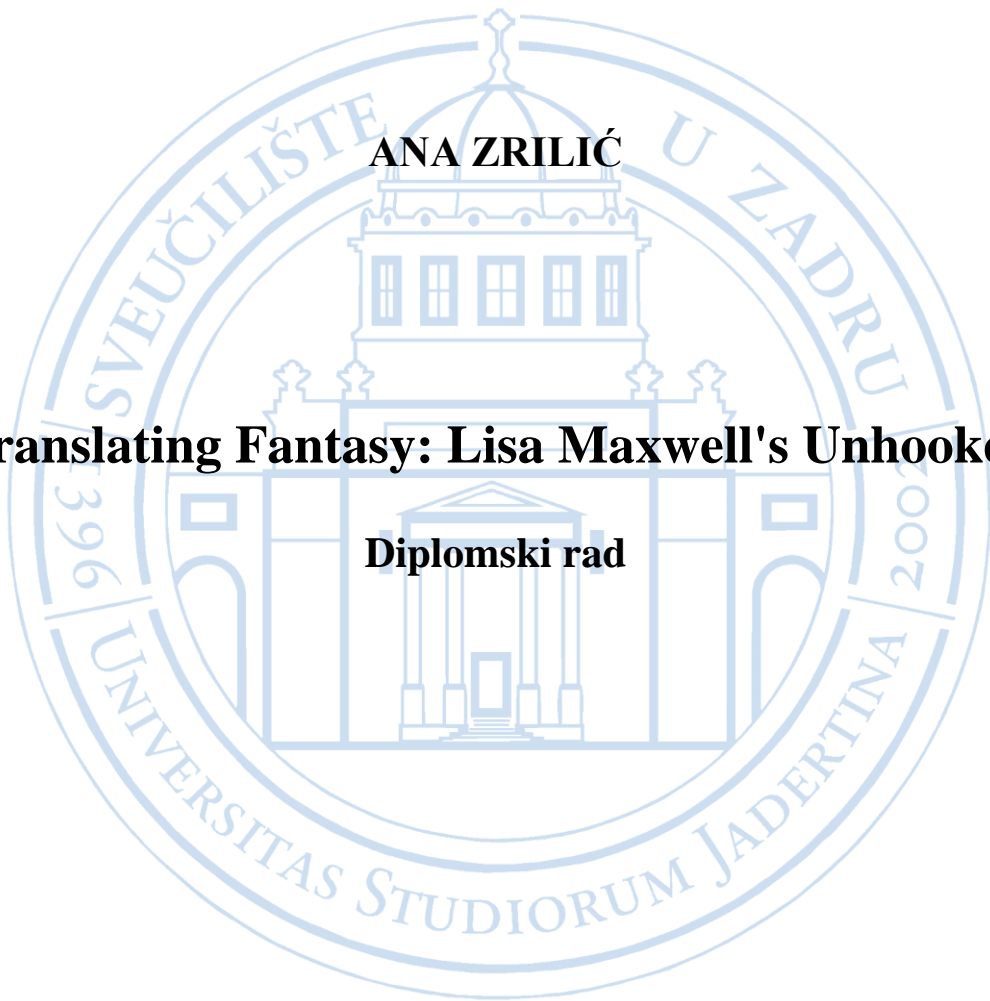 SVEUČILIŠTE U ZADRU
ANA ZRILIĆ
ranslating Fantasy: Lisa Maxwell's Unhooke
1396
2002
Diplomski rad
UNIVERSITAS STUDIORUM JADERTINA